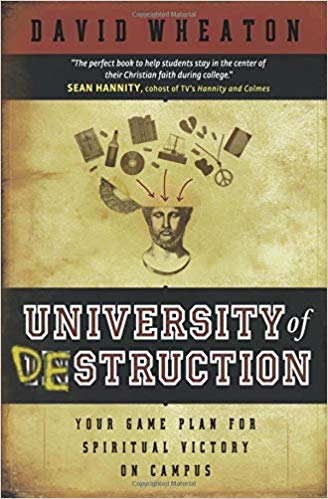 DAVID WHEATON
"The perfect book to help students stay in the center of
their Christian faith during college."
SEAN HANNITY, cohost of TV's Hannity and Colmes
UNIVERSITY of
DESTRUCTION
YOUR GAME PLAN FOR
SPIRITUAL VICTORY
ON CAMPUS